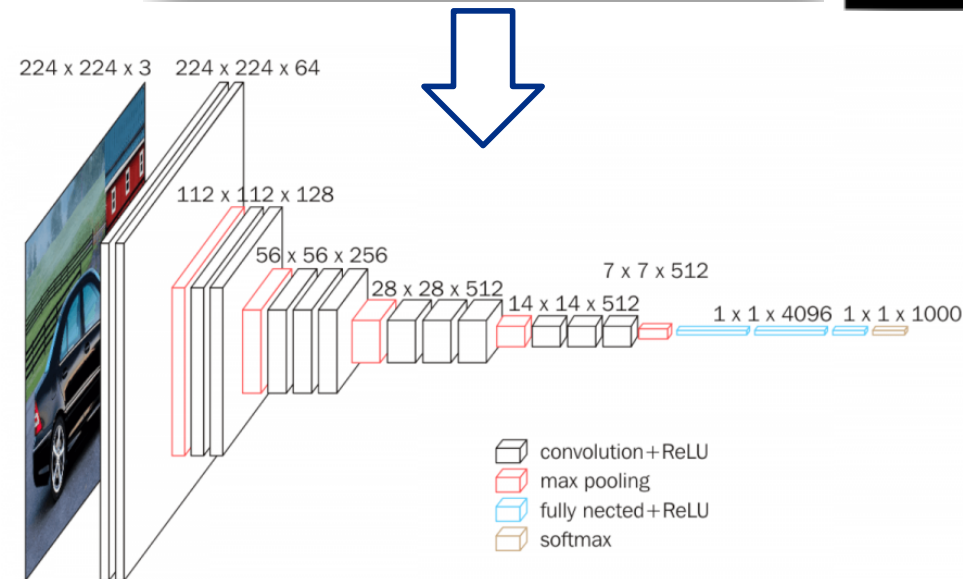 224 x 224 x 3
224 x 224 x 64
112 x 112 x 128
56 x 56 x 256
28 x 28 x 512
14 x 14 x 512
7 x 7 x 512
1 x 1 x 4096
1 x 1 x 1000
convolution+ReLU
max pooling
fully nected+ReLU
softmax